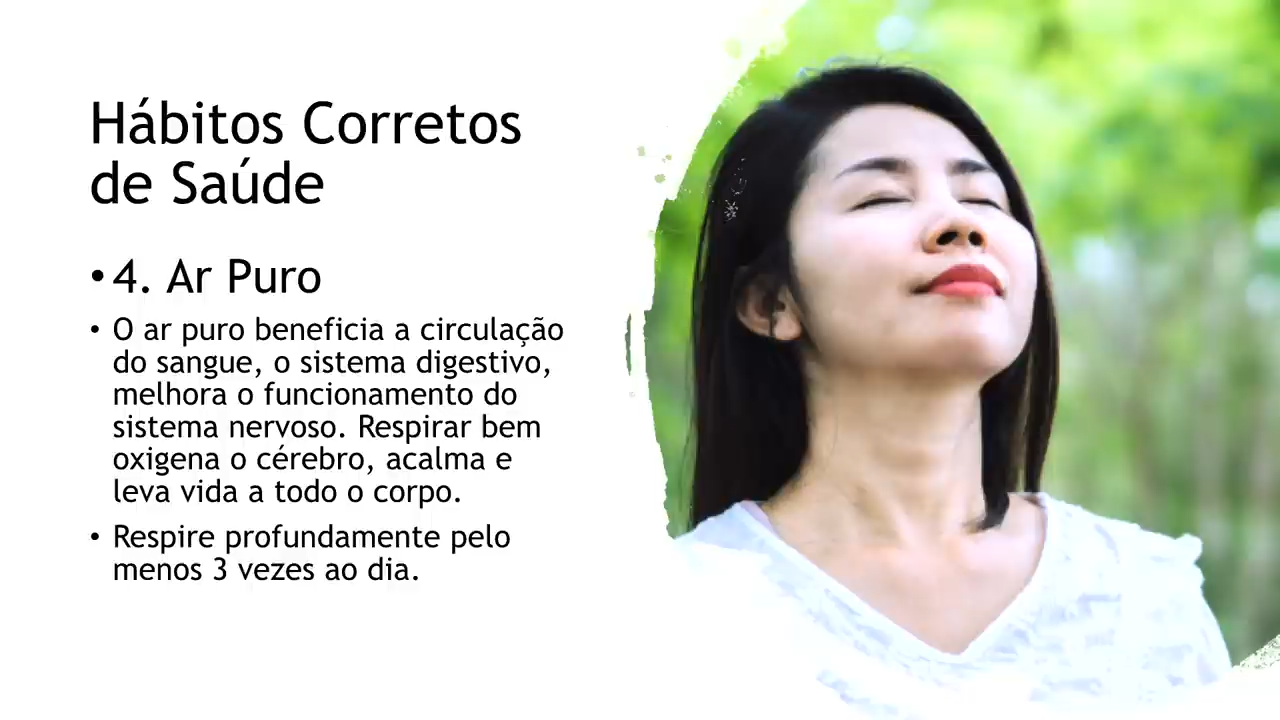 Hábitos Corretos
de Saúde
• 4. Ar Puro
• O ar puro beneficia a circulação
do sangue, o sistema digestivo,
melhora o funcionamento do
sistema nervoso. Respirar bem
oxigena o cérebro, acalma e
leva vida a todo o corpo.
• Respire profundamente pelo
menos 3 vezes ao dia.